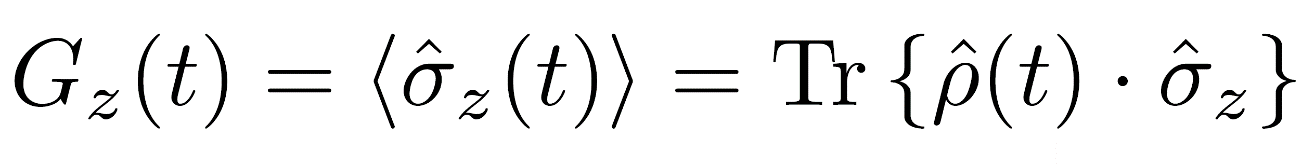 G_z(t) = ⟨σ̂_z(t)⟩ = Tr {ρ̂(t) · σ̂_z}